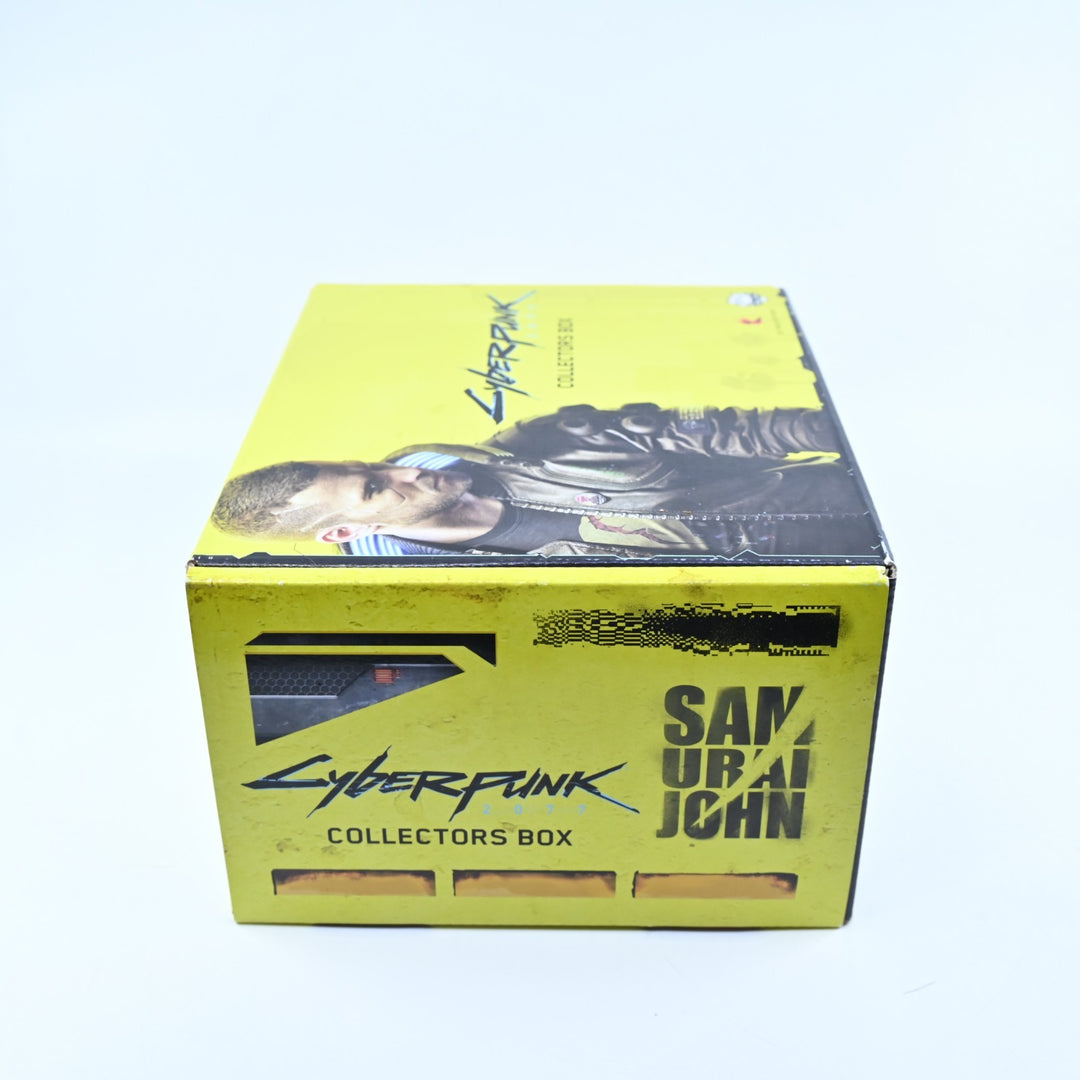 CYBERPUNK
COLLECTORS BOX
CYBERPUNK
2077
COLLECTORS BOX
SAM
URAI
JOHN